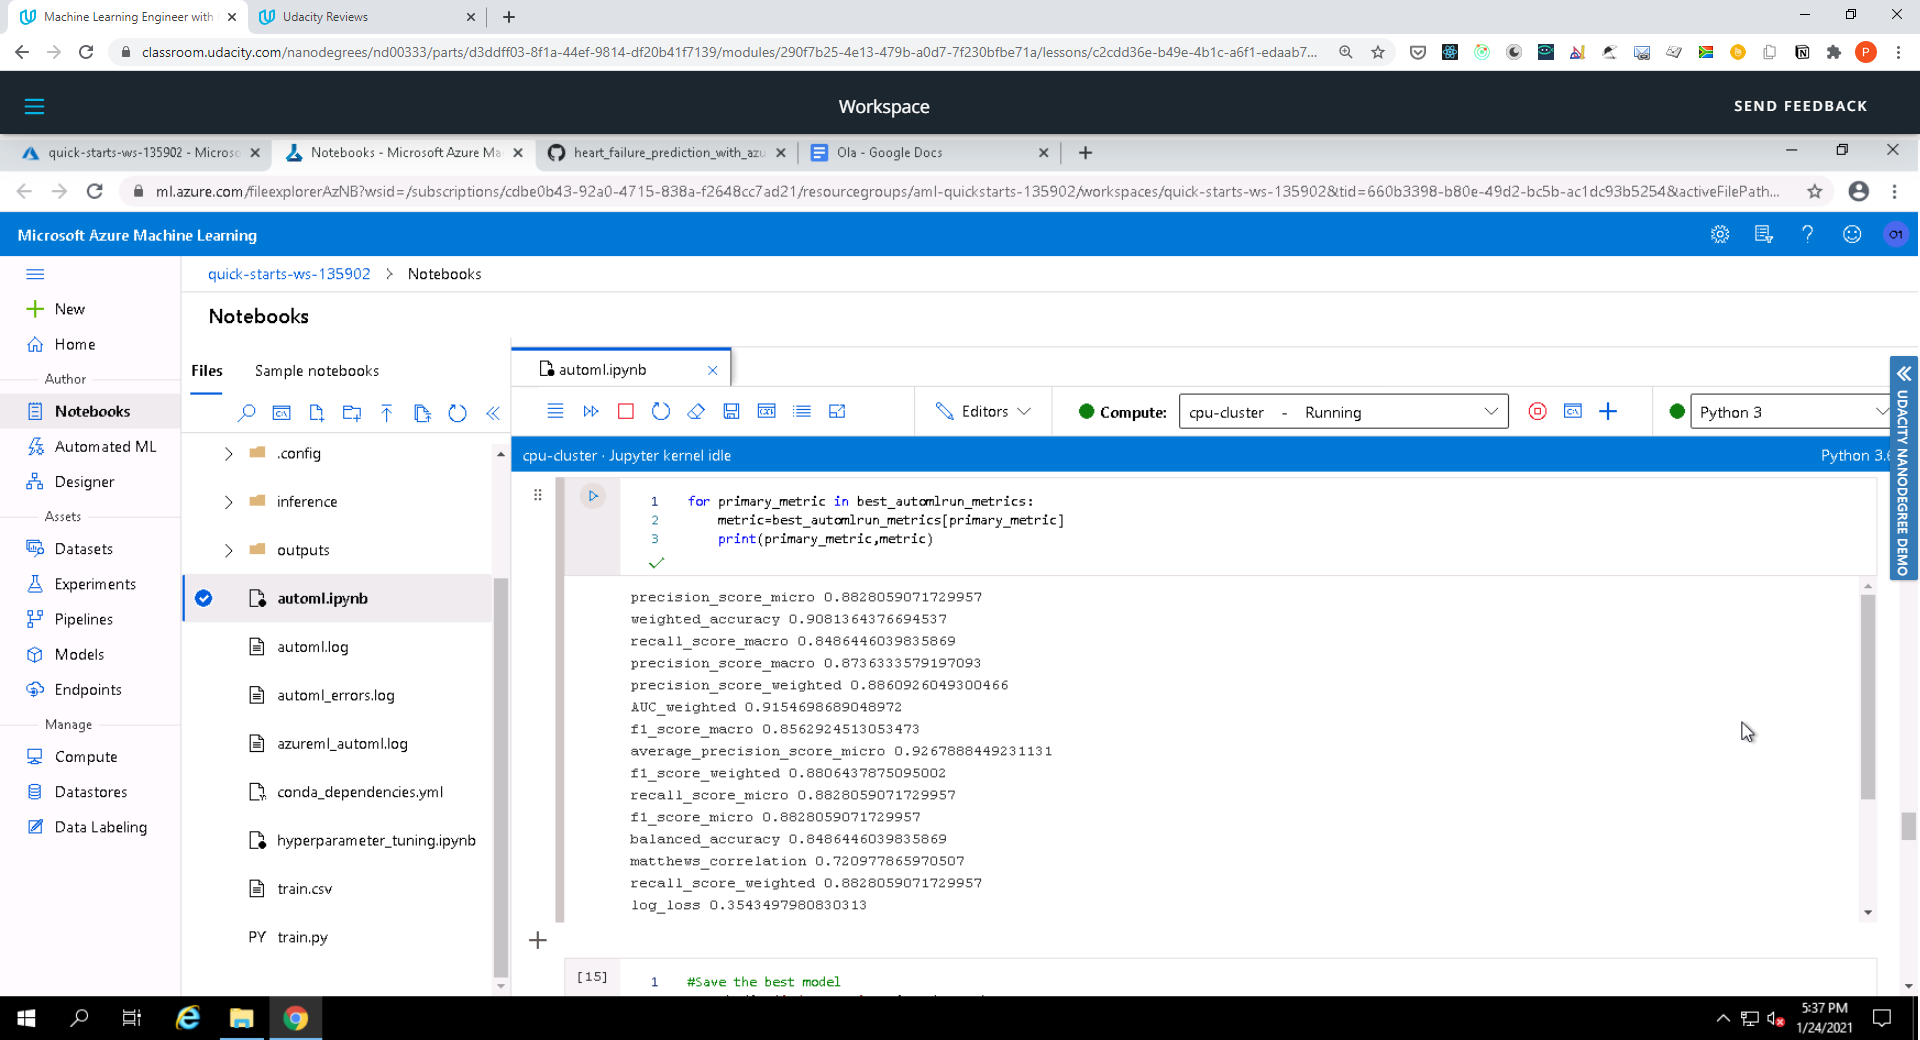 Machine Learning Engineer with
Udacity Reviews
classroom.udacity.com/nanodegrees/nd00333/parts/d3ddff03-8f1a-44ef-9814-df20b41f7139/modules/290f7b25-4e13-479b-a0d7-7f230bfbe71a/lessons/c2cdd36e-b49e-4b1c-a6f1-edaab7...
P
Workspace
SEND FEEDBACK
quick-starts-ws-135902 - Microso
Notebooks - Microsoft Azure Ma
heart_failure_prediction_with_azu
Ola - Google Docs
ml.azure.com/fileexplorerAzNB?wsid=/subscriptions/cdbe0b43-92a0-4715-838a-f2648cc7ad21/resourcegroups/aml-quickstarts-135902/workspaces/quick-starts-ws-135902&tid=660b3398-b80e-49d2-bc5b-ac1dc93b5254&activeFilePath...
Microsoft Azure Machine Learning
O1
quick-starts-ws-135902 > Notebooks
New
Home
Author
Notebooks
Automated ML
Designer
Assets
Datasets
Experiments
Pipelines
Models
Endpoints
Manage
Compute
Datastores
Data Labeling
Notebooks
Files
Sample notebooks
.config
inference
outputs
automl.ipynb
automl.log
automl_errors.log
azureml_automl.log
conda_dependencies.yml
hyperparameter_tuning.ipynb
train.csv
PY train.py
automl.ipynb
Editors
Compute:
cpu-cluster - Running
Python 3
cpu-cluster · Jupyter kernel idle
Python 3.6
UDACITY NANODEGREE DEMO
1 for primary_metric in best_automlrun_metrics:
2 metric=best_automlrun_metrics[primary_metric]
3 print(primary_metric,metric)
precision_score_micro 0.8828059071729957
weighted_accuracy 0.9081364376694537
recall_score_macro 0.8486446039835869
precision_score_macro 0.8736333579197093
precision_score_weighted 0.8860926049300466
AUC_weighted 0.9154698689048972
f1_score_macro 0.8562924513053473
average_precision_score_micro 0.9267888449231131
f1_score_weighted 0.8806437875095002
recall_score_micro 0.8828059071729957
f1_score_micro 0.8828059071729957
balanced_accuracy 0.8486446039835869
matthews_correlation 0.720977865970507
recall_score_weighted 0.8828059071729957
log_loss 0.3543497980830313
[15]
1 #Save the best model
5:37 PM
1/24/2021